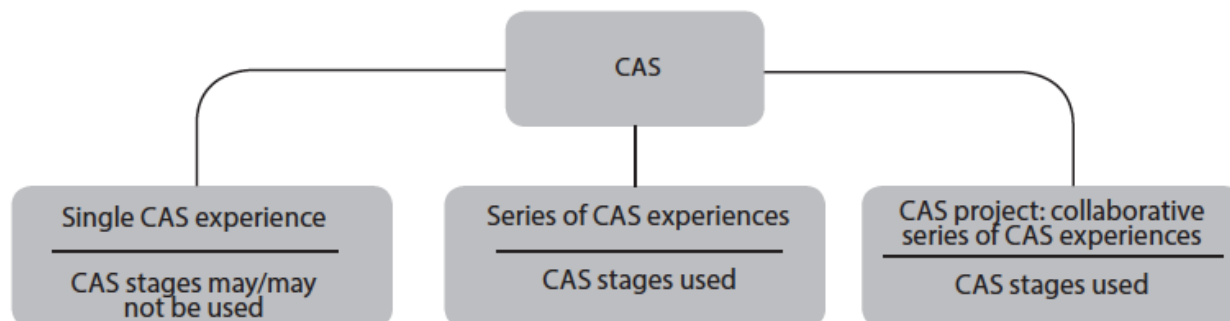 CAS
Single CAS experience
CAS stages may/may
not be used
Series of CAS experiences
CAS stages used
CAS project: collaborative
series of CAS experiences
CAS stages used